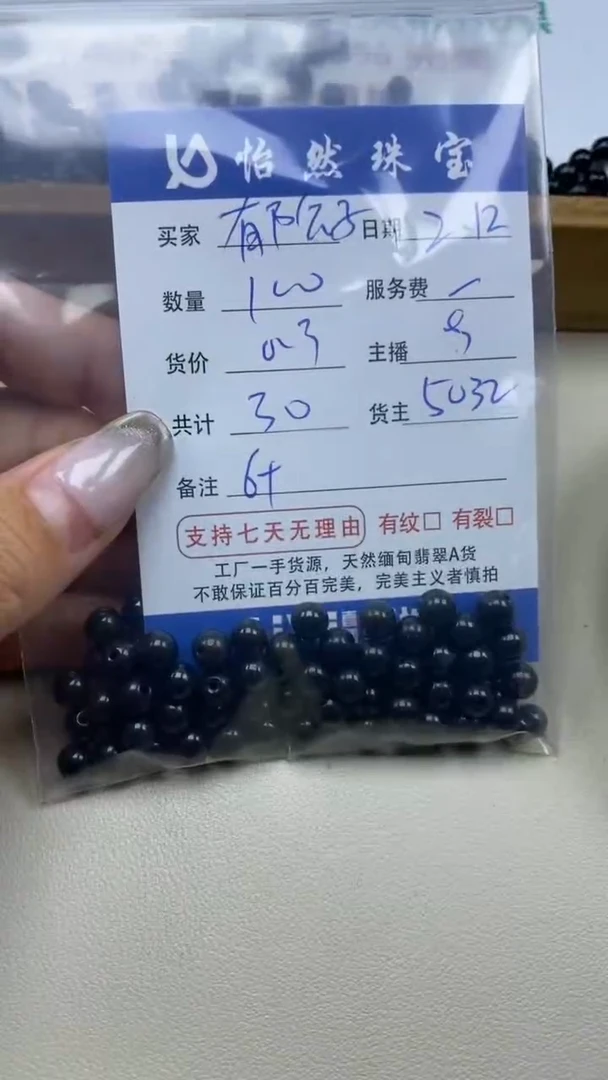 怡然珠宝
买家 日期 2.12
数量 100 服务费 一
货价 0.3 主播
共计 30 货主 5032
备注 6+
支持七天无理由 有纹□ 有裂□
工厂一手货源，天然缅甸翡翠A货
不敢保证百分百完美，完美主义者慎拍